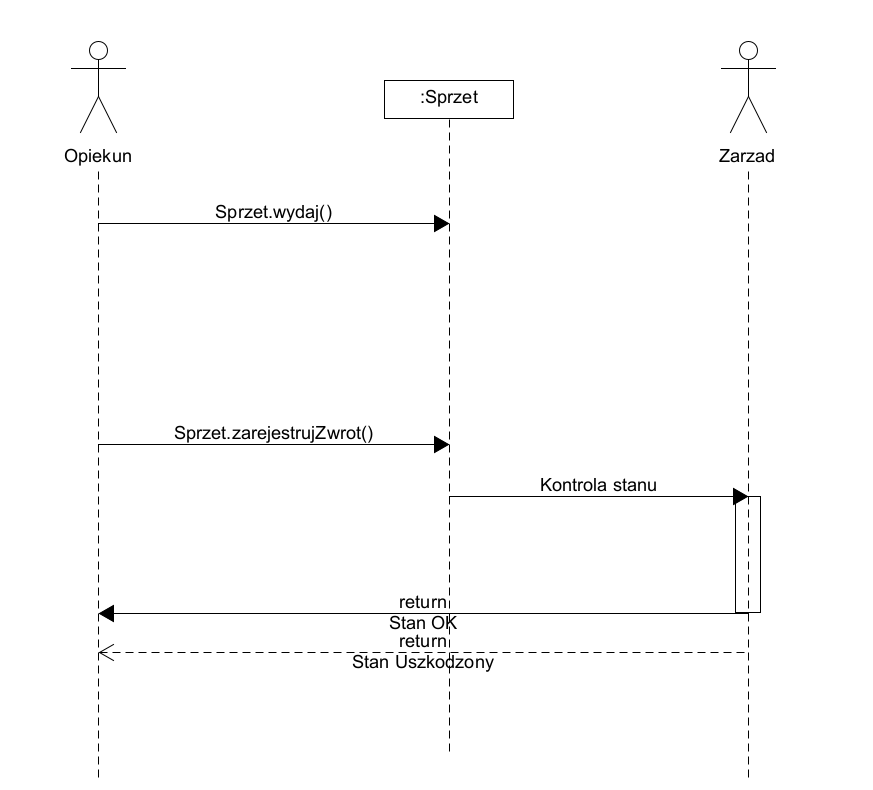 :Sprzet
Opiekun
Zarzad
Sprzet.wydaj()
Sprzet.zarejestrujZwrot()
Kontrola stanu
return
Stan OK
return
Stan Uszkodzony